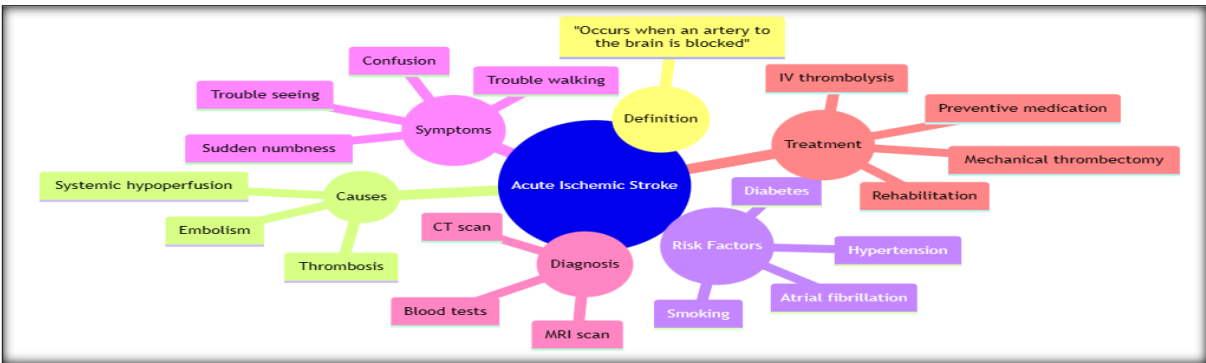 Acute Ischemic Stroke
Definition
"Occurs when an artery to
the brain is blocked"
Symptoms
Confusion
Trouble walking
Trouble seeing
Sudden numbness
Causes
Systemic hypoperfusion
Embolism
Thrombosis
Diagnosis
CT scan
Blood tests
MRI scan
Risk Factors
Diabetes
Hypertension
Atrial fibrillation
Smoking
Treatment
IV thrombolysis
Preventive medication
Mechanical thrombectomy
Rehabilitation